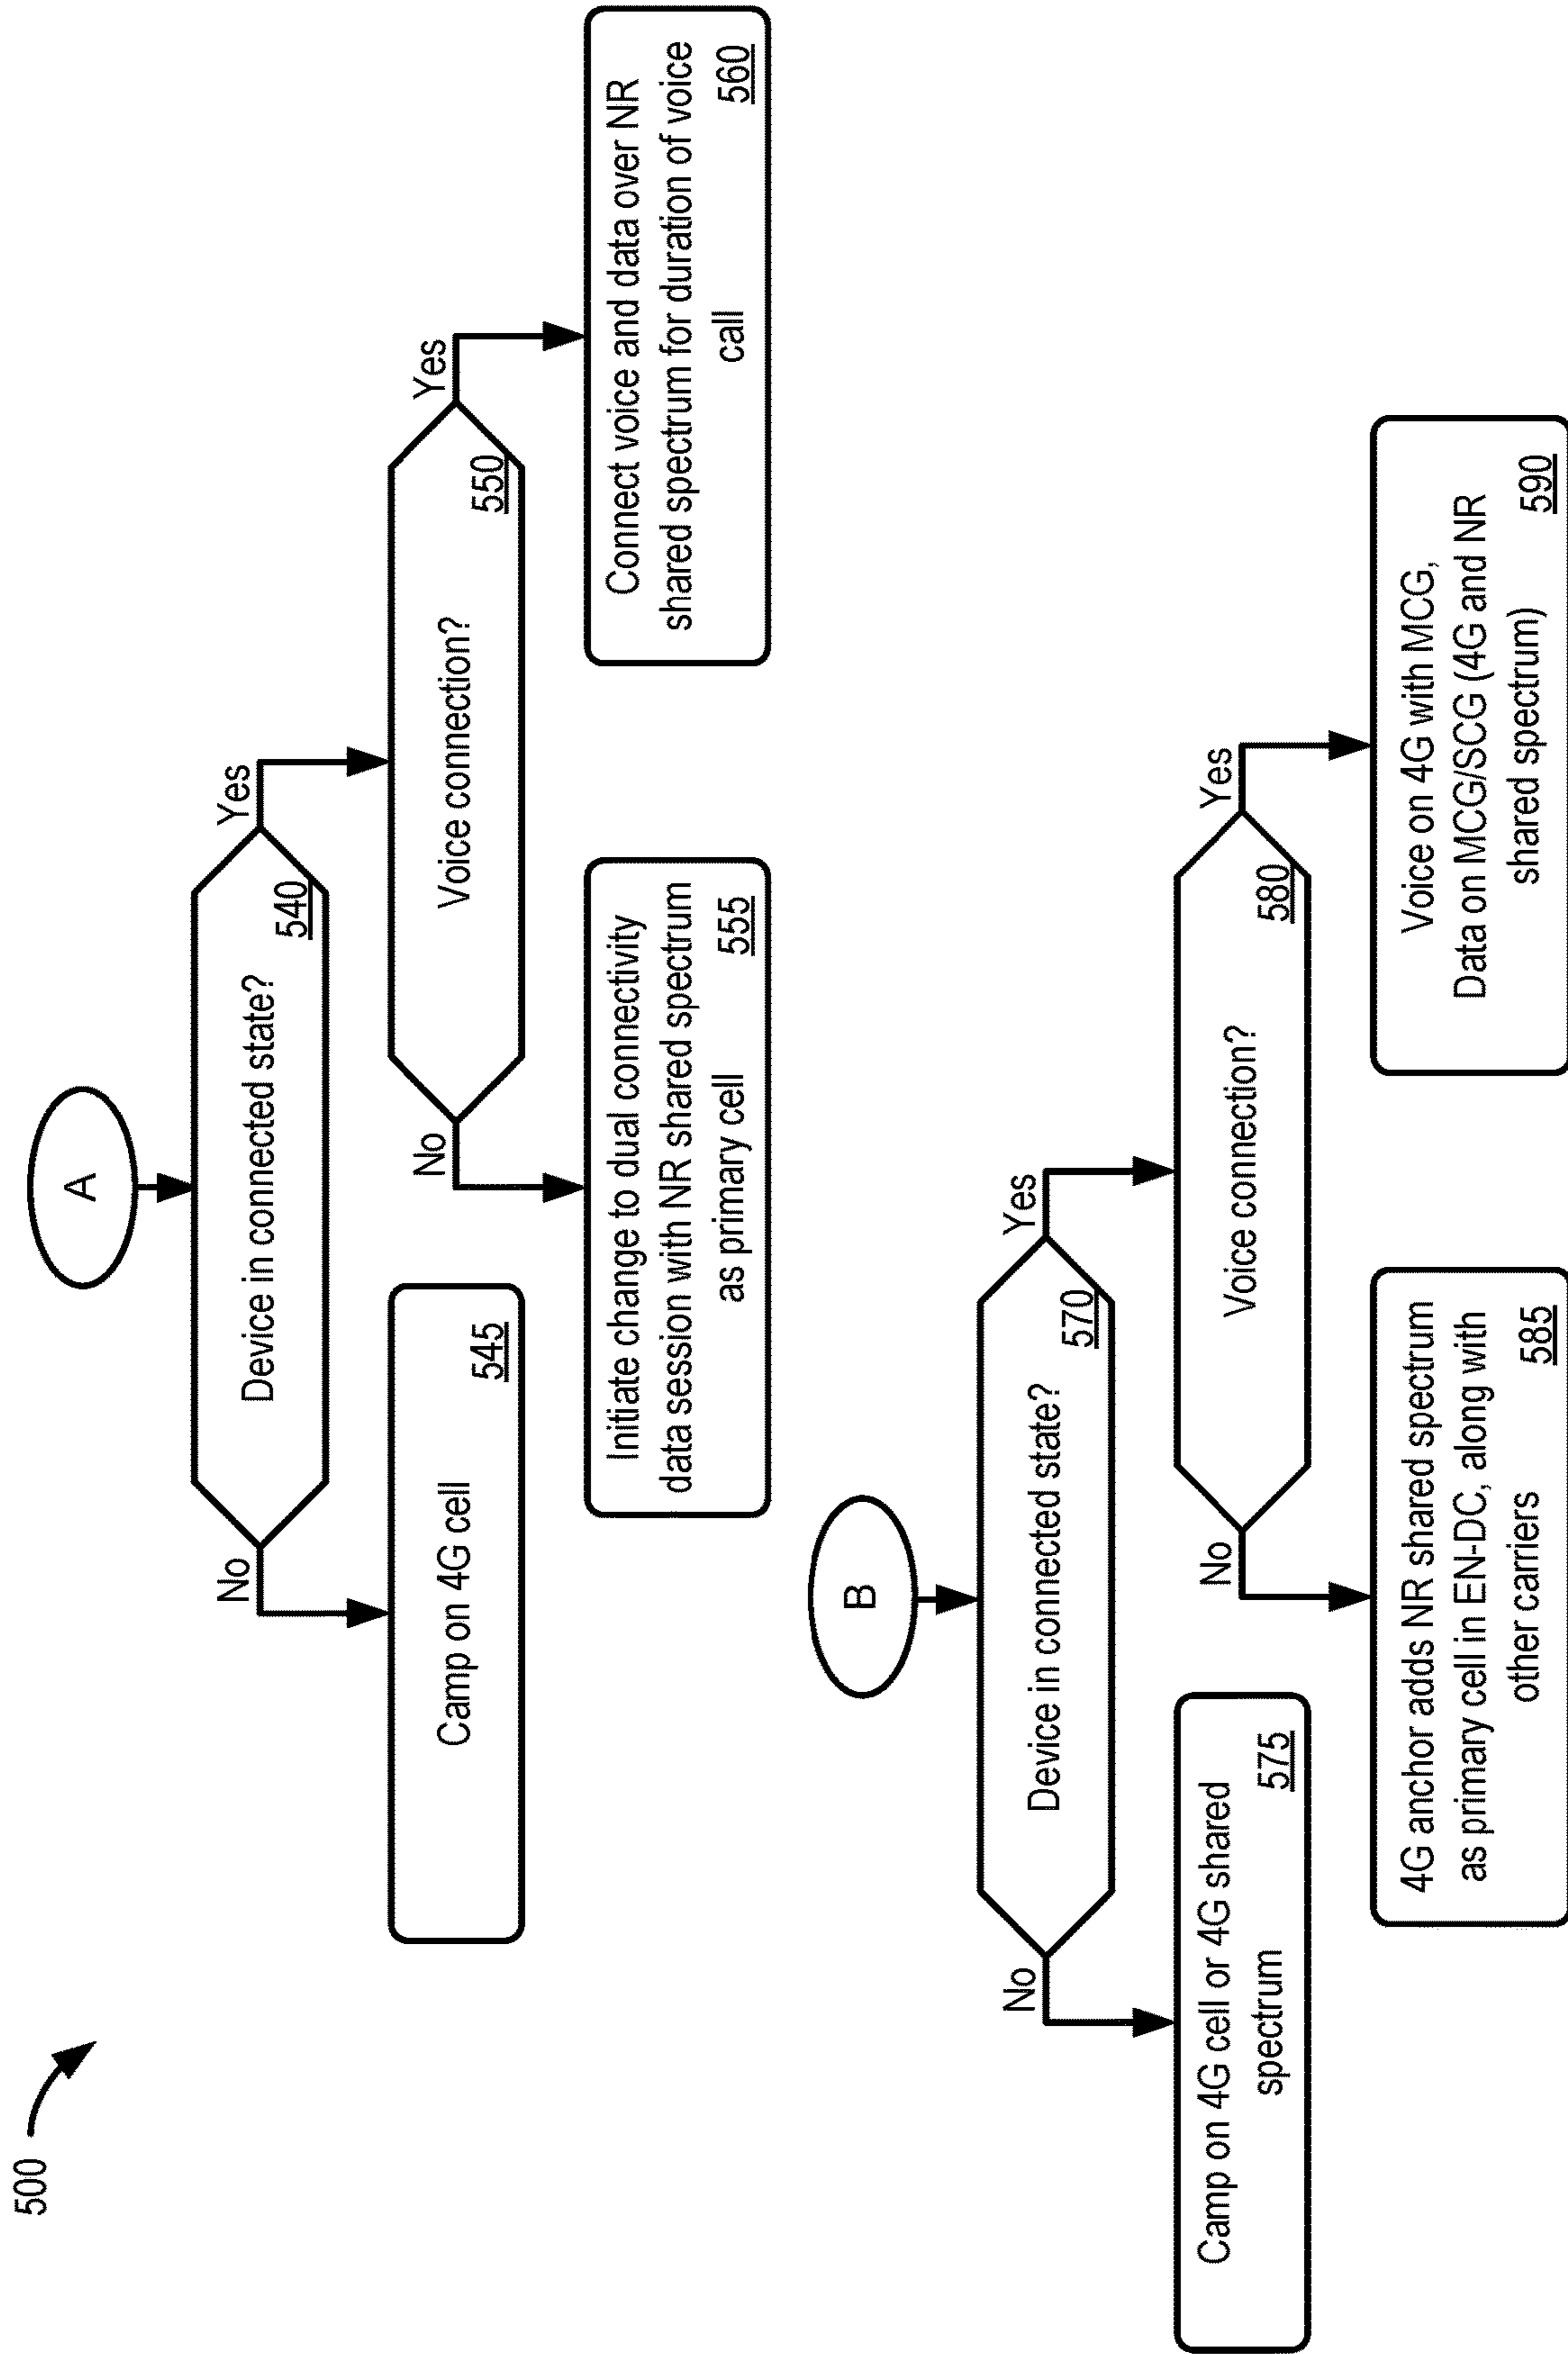 500
A
Device in connected state?
540
No
Yes
Camp on 4G cell
545
Voice connection?
550
No
Yes
Initiate change to dual connectivity
data session with NR shared spectrum
as primary cell
555
Connect voice and data over NR
shared spectrum for duration of voice
call
560
B
Device in connected state?
570
No
Yes
Camp on 4G cell or 4G shared
spectrum
575
Voice connection?
580
No
Yes
4G anchor adds NR shared spectrum
as primary cell in EN-DC, along with
other carriers
585
Voice on 4G with MCG,
Data on MCG/SCG (4G and NR
shared spectrum)
590